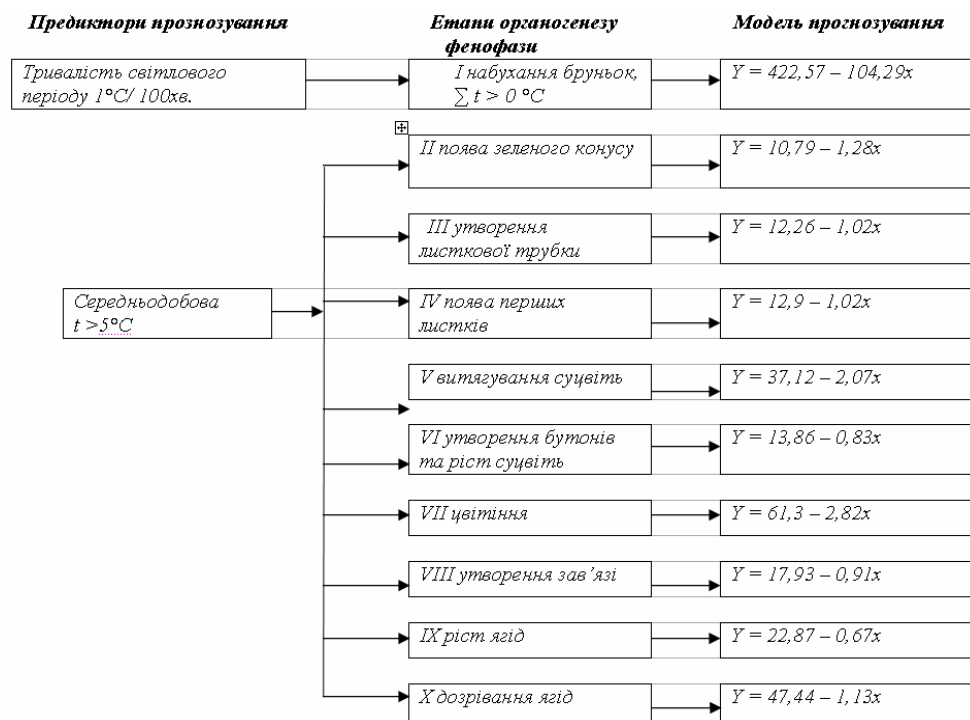 Предиктори прознозування
Етапи органогенезу
фенофази
Модель прогнозування
Тривалість світлового
періоду 1°С/ 100хв.
I набухання бруньок,
∑ t > 0 °С
Y = 422,57 – 104,29x
II поява зеленого конусу
Y = 10,79 – 1,28x
III утворення
листкової трубки
Y = 12,26 – 1,02x
Середньодобова
t >5°С
IV поява перших
листків
Y = 12,9 – 1,02x
V витягування суцвіть
Y = 37,12 – 2,07x
VI утворення бутонів
та ріст суцвіть
Y = 13,86 – 0,83x
VII цвітіння
Y = 61,3 – 2,82x
VIII утворення зав’язі
Y = 17,93 – 0,91x
IX ріст ягід
Y = 22,87 – 0,67x
X дозрівання ягід
Y = 47,44 – 1,13x